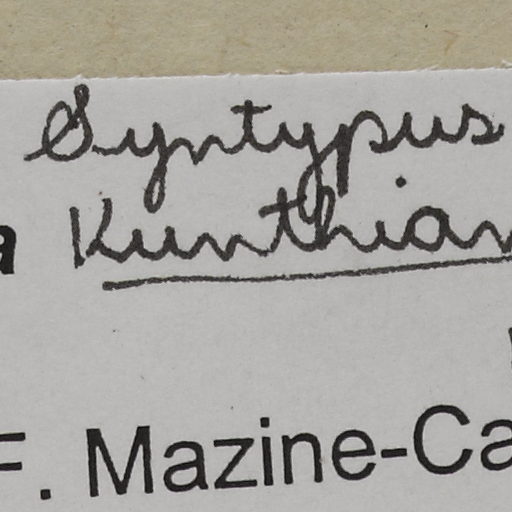 Syntypus
a Kunthian
F. Mazine-Ca